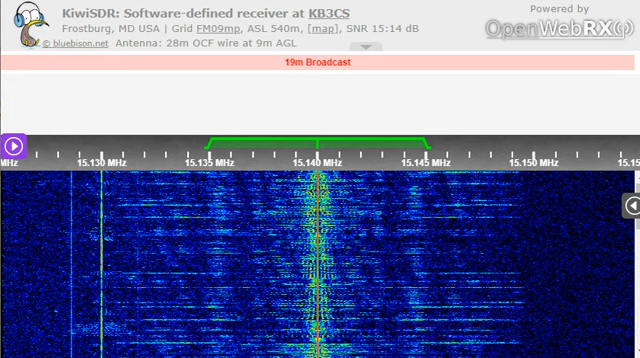 KiwiSDR: Software-defined receiver at KB3CS
Powered by
Frostburg, MD USA | Grid FM09mp, ASL 540m, [map], SNR 15:14 dB
OpenWebRX
© bluebison.net Antenna: 28m OCF wire at 9m AGL
19m Broadcast
MHz 15.130 MHz 15.135 MHz 15.140 MHz 15.145 MHz 15.150 MHz 15.15